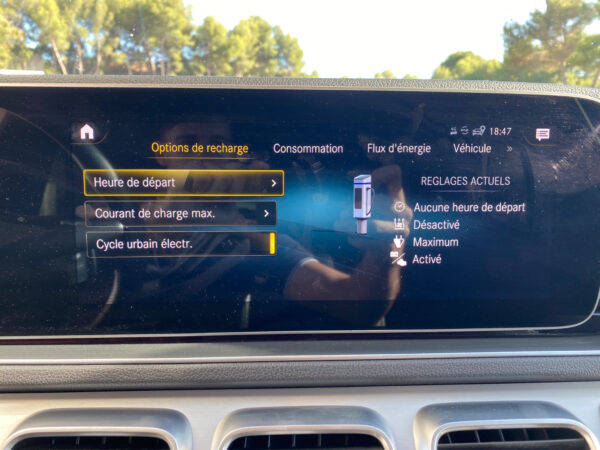 18:47
Options de recharge Consommation Flux d'énergie Véhicule »
Heure de départ
Courant de charge max.
Cycle urbain électr.
REGLAGES ACTUELS
Aucune heure de départ
Désactivé
Maximum
Activé